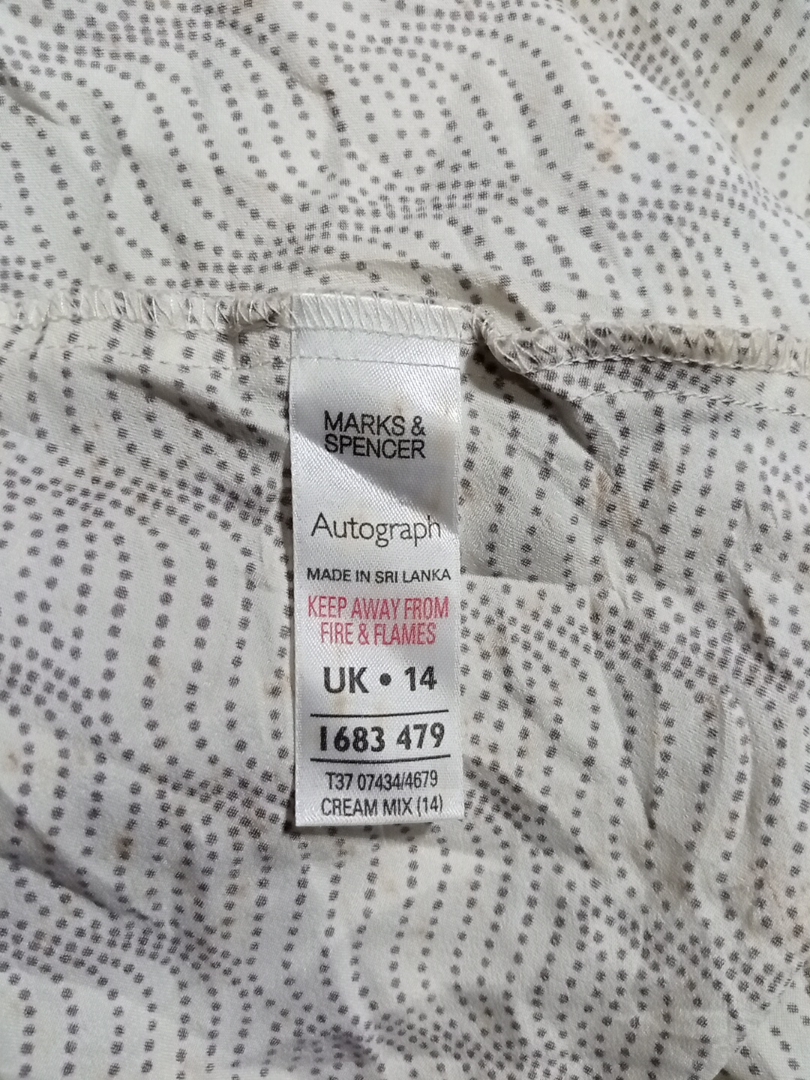 MARKS &
SPENCER
Autograph
MADE IN SRI LANKA
KEEP AWAY FROM
FIRE & FLAMES
UK • 14
1683 479
T37 07434/4679
CREAM MIX (14)